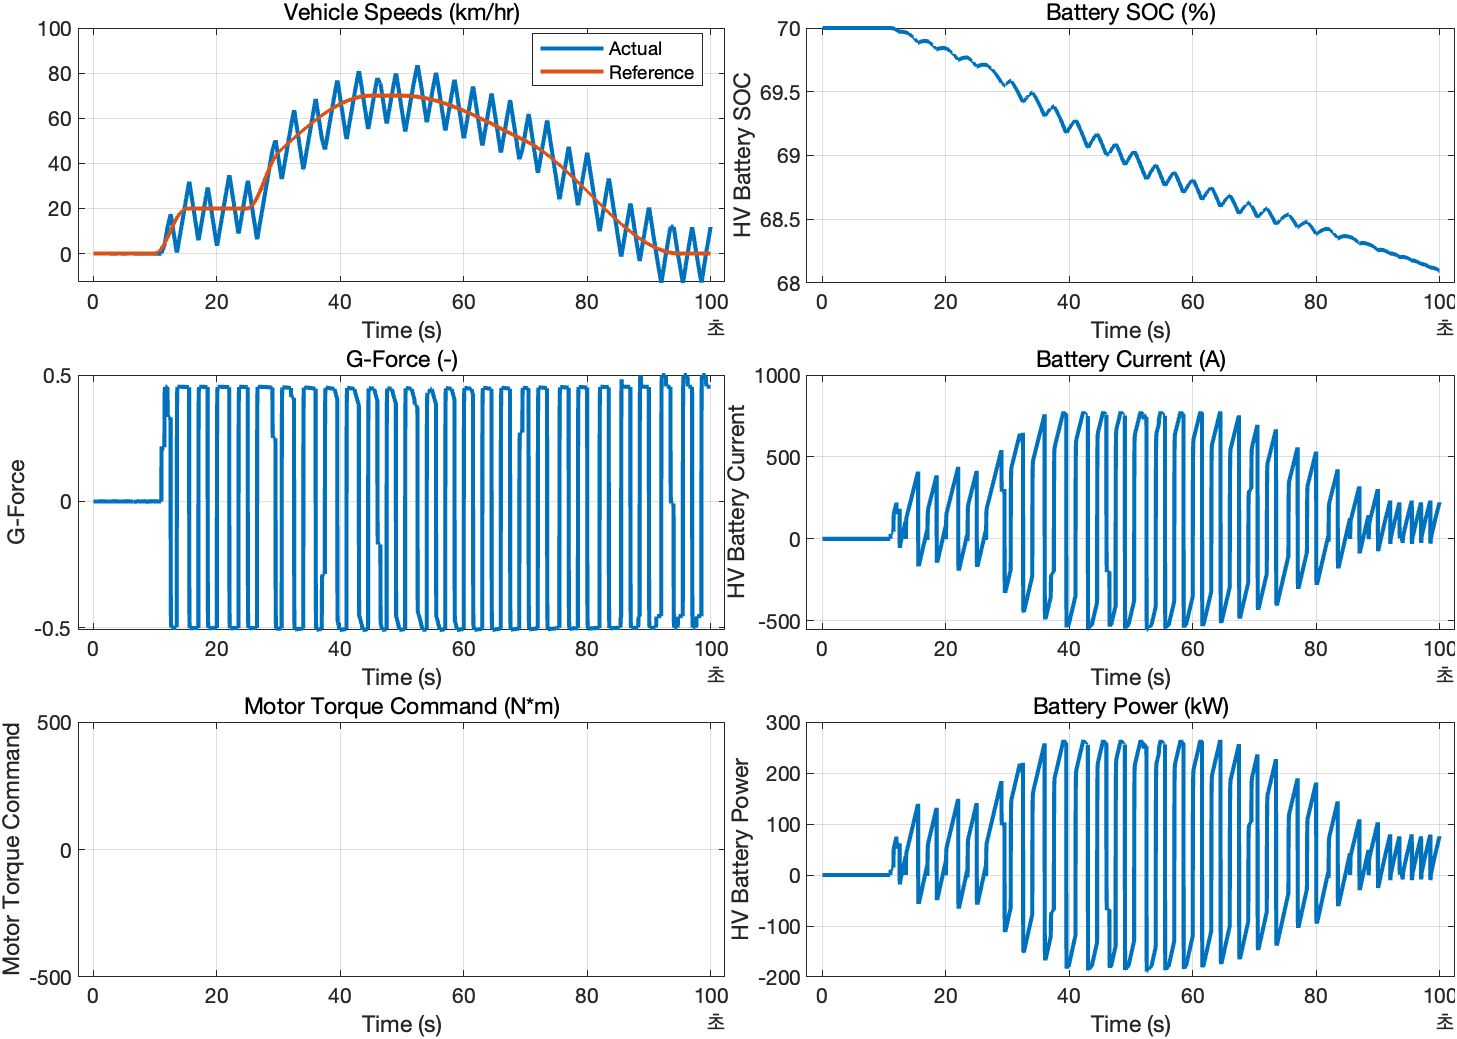 Vehicle Speeds (km/hr)
100
80
60
40
20
0
Actual
Reference
0 20 40 60 80 100
Time (s)
초
Battery SOC (%)
HV Battery SOC
70
69.5
69
68.5
68
0 20 40 60 80 100
Time (s)
초
G-Force (-)
G-Force
0.5
0
-0.5
0 20 40 60 80 100
Time (s)
초
Battery Current (A)
HV Battery Current
1000
500
0
-500
0 20 40 60 80 100
Time (s)
초
Motor Torque Command (N*m)
Motor Torque Command
500
0
-500
0 20 40 60 80 100
Time (s)
초
Battery Power (kW)
HV Battery Power
300
200
100
0
-100
-200
0 20 40 60 80 100
Time (s)
초